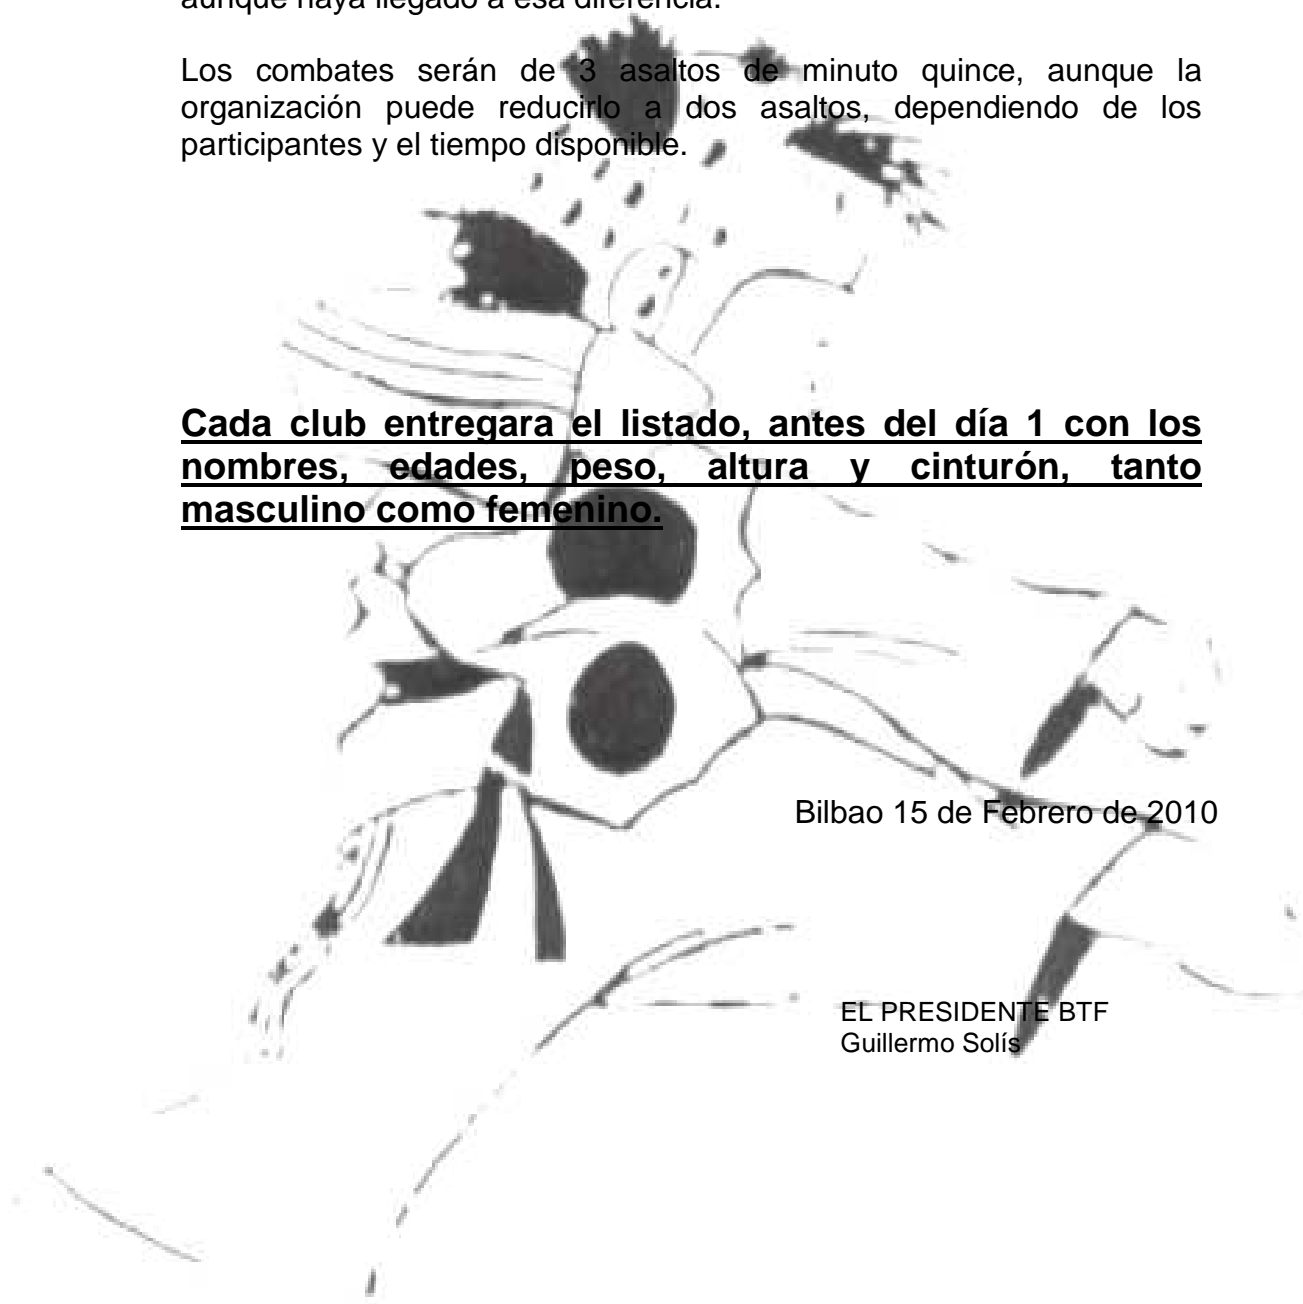 aunque haya llegado a esa diferencia.
Los combates serán de 3 asaltos de minuto quince, aunque la
organización puede reducirlo a dos asaltos, dependiendo de los
participantes y el tiempo disponible.
Cada club entregara el listado, antes del día 1 con los
nombres, edades, peso, altura y cinturón, tanto
masculino como femenino.
Bilbao 15 de Febrero de 2010
EL PRESIDENTE BTF
Guillermo Solís